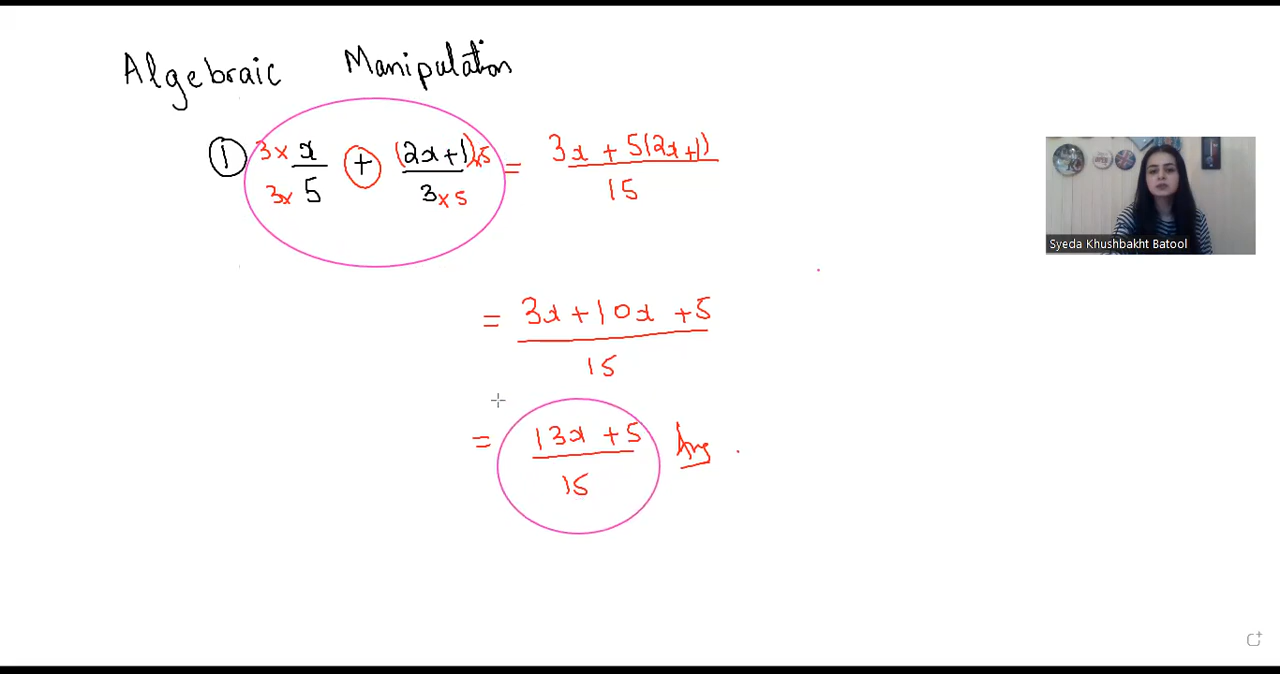 Algebraic Manipulation
① 3× x/5 ×3 + (2x+1)×5/3×5 = 3x + 5(2x+1)/15
= 3x+10x+5/15
= 13x+5/15 Ans.
Syeda Khushbakht Batool